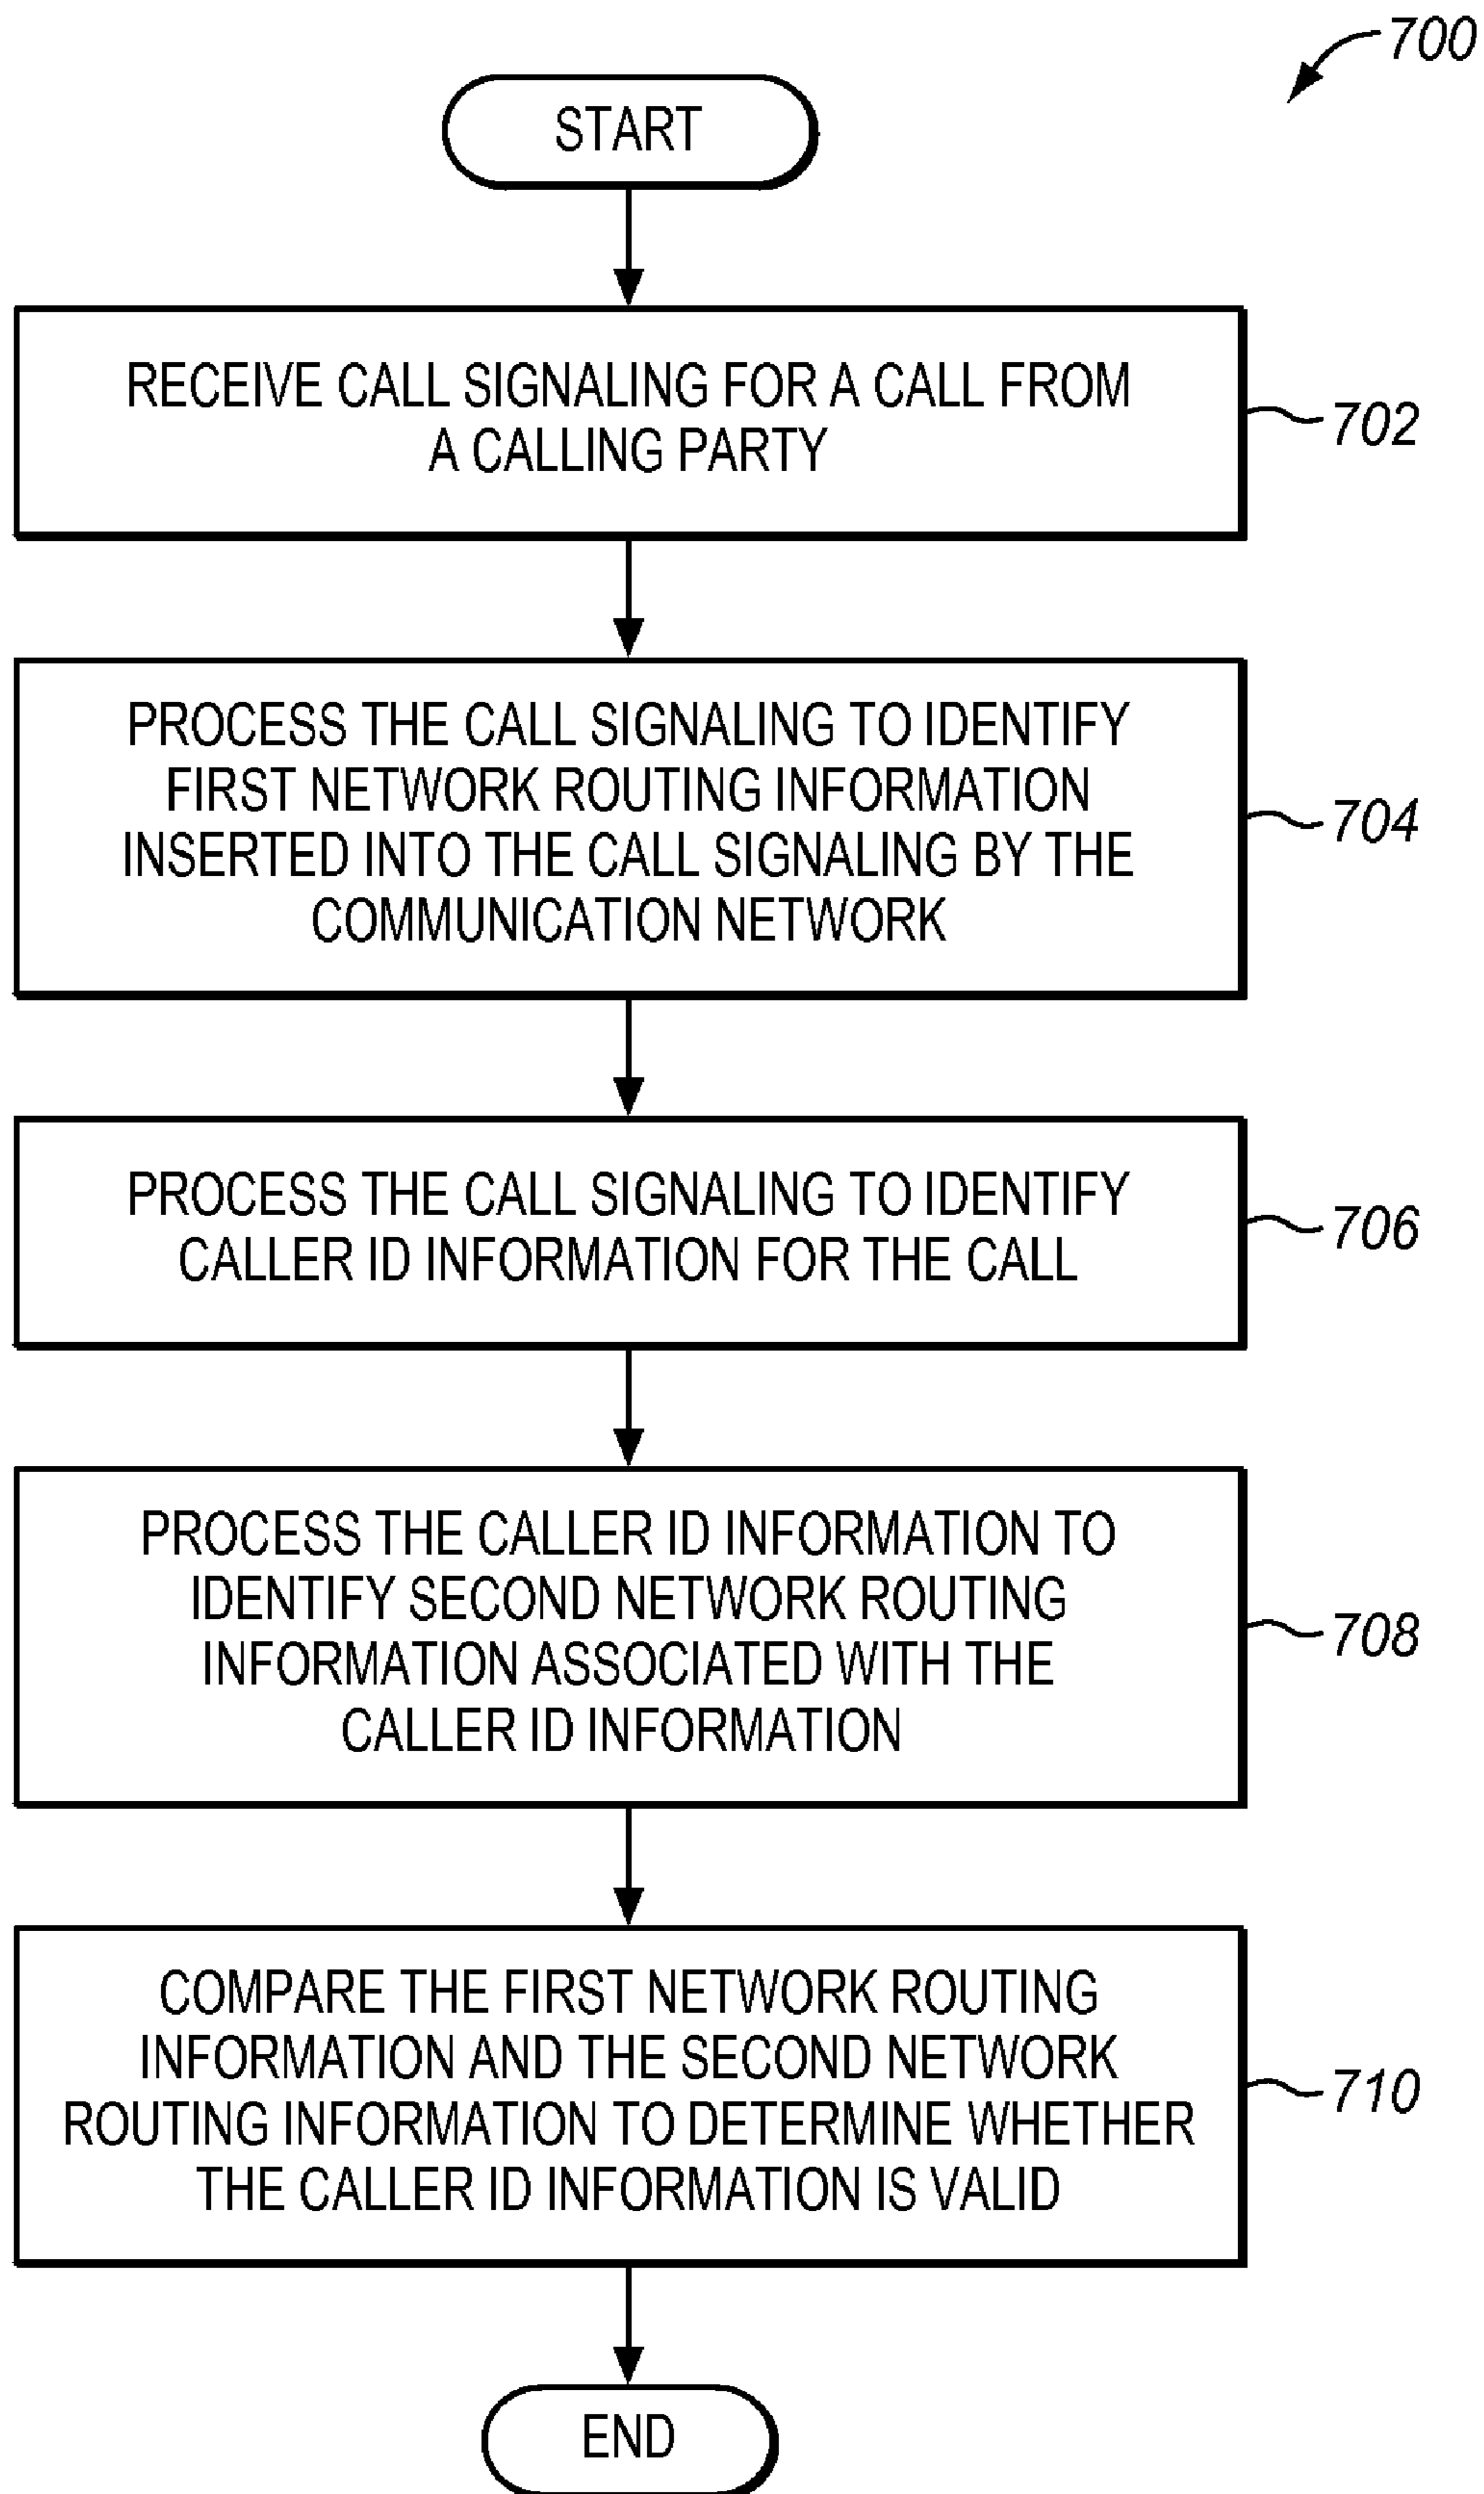 700
START
RECEIVE CALL SIGNALING FOR A CALL FROM
A CALLING PARTY
702
PROCESS THE CALL SIGNALING TO IDENTIFY
FIRST NETWORK ROUTING INFORMATION
INSERTED INTO THE CALL SIGNALING BY THE
COMMUNICATION NETWORK
704
PROCESS THE CALL SIGNALING TO IDENTIFY
CALLER ID INFORMATION FOR THE CALL
706
PROCESS THE CALLER ID INFORMATION TO
IDENTIFY SECOND NETWORK ROUTING
INFORMATION ASSOCIATED WITH THE
CALLER ID INFORMATION
708
COMPARE THE FIRST NETWORK ROUTING
INFORMATION AND THE SECOND NETWORK
ROUTING INFORMATION TO DETERMINE WHETHER
THE CALLER ID INFORMATION IS VALID
710
END